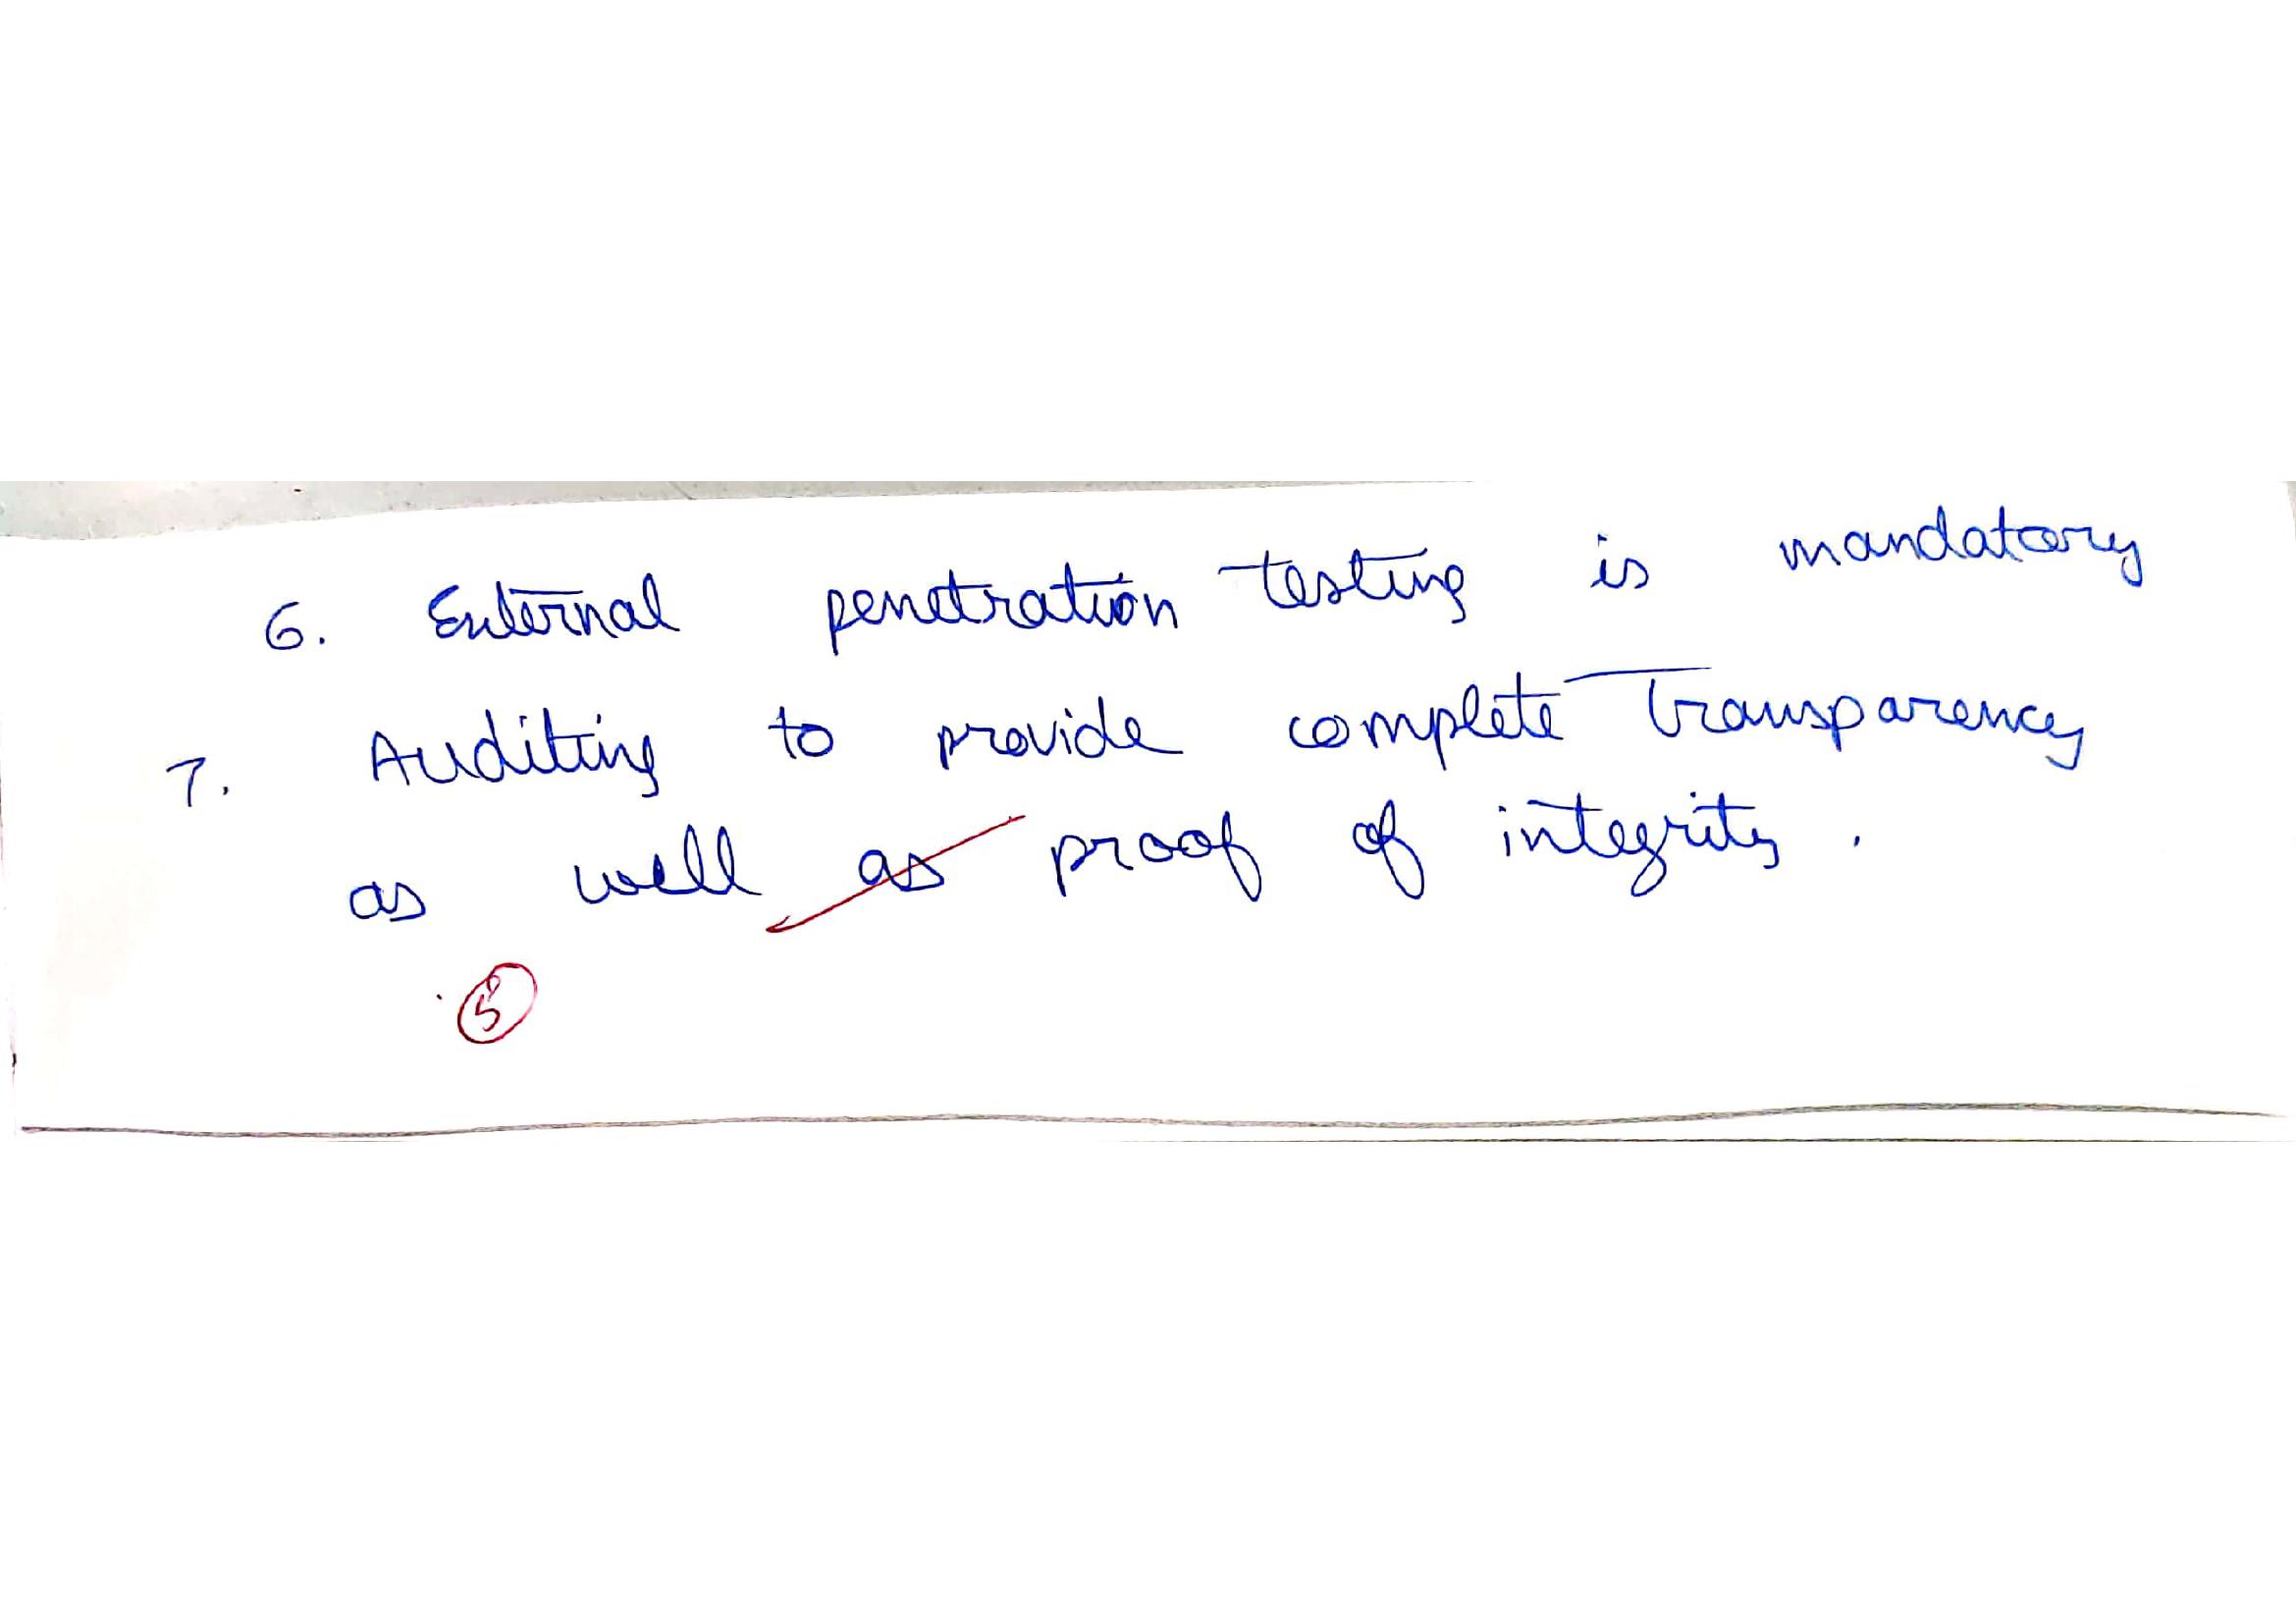 6. External penetration testing is mandatory
7. Auditing to provide complete transparency
as well as proof of integrity.
5